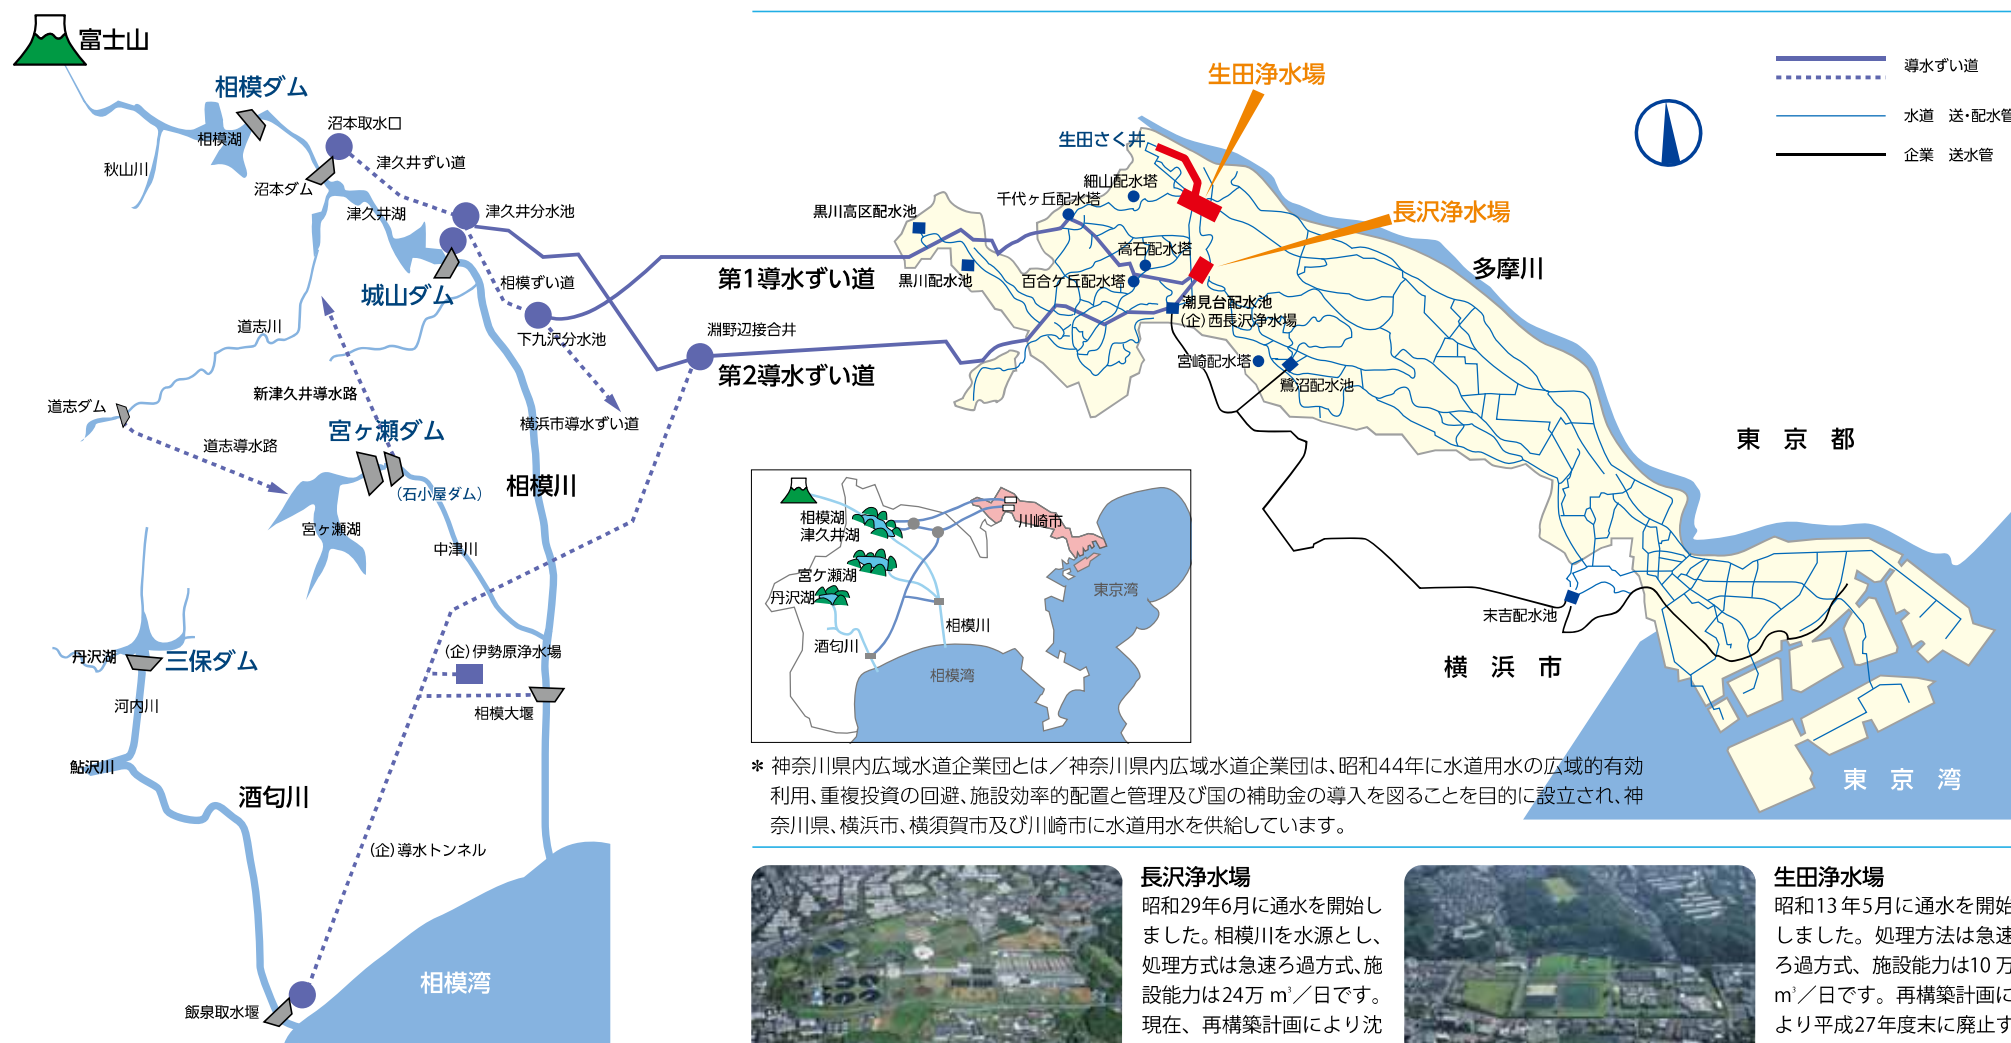 富士山
相模ダム
沼本取水口
相模湖
津久井ずい道
秋山川
沼本ダム
津久井湖
津久井分水池
城山ダム
相模ずい道
道志川
下九沢分水池
新津久井導水路
道志ダム
宮ヶ瀬ダム
横浜市導水ずい道
道志導水路
(石小屋ダム)
相模川
宮ヶ瀬湖
中津川
丹沢湖
三保ダム
(企)伊勢原浄水場
河内川
相模大堰
鮎沢川
酒匂川
(企)導水トンネル
相模湾
飯泉取水堰
淵野辺接合井
第1導水ずい道
第2導水ずい道
生田浄水場
生田さく井
細山配水塔
千代ヶ丘配水塔
黒川高区配水池
長沢浄水場
高石配水塔
黒川配水池
百合ケ丘配水塔
多摩川
潮見台配水池
(企)西長沢浄水場
宮崎配水塔
鷺沼配水池
東京都
末吉配水池
横浜市
東京湾
導水ずい道
水道 送・配水管
企業 送水管
相模湖
津久井湖
川崎市
宮ケ瀬湖
丹沢湖
東京湾
相模川
酒匂川
相模湾
＊神奈川県内広域水道企業団とは／神奈川県内広域水道企業団は、昭和44年に水道用水の広域的有効
利用、重複投資の回避、施設効率的配置と管理及び国の補助金の導入を図ることを目的に設立され、神
奈川県、横浜市、横須賀市及び川崎市に水道用水を供給しています。
長沢浄水場
昭和29年6月に通水を開始し
ました。相模川を水源とし、
処理方式は急速ろ過方式、施
設能力は24万m³／日です。
現在、再構築計画により沈
生田浄水場
昭和13年5月に通水を開始
しました。処理方法は急速
ろ過方式、施設能力は10万
m³／日です。再構築計画に
より平成27年度末に廃止す